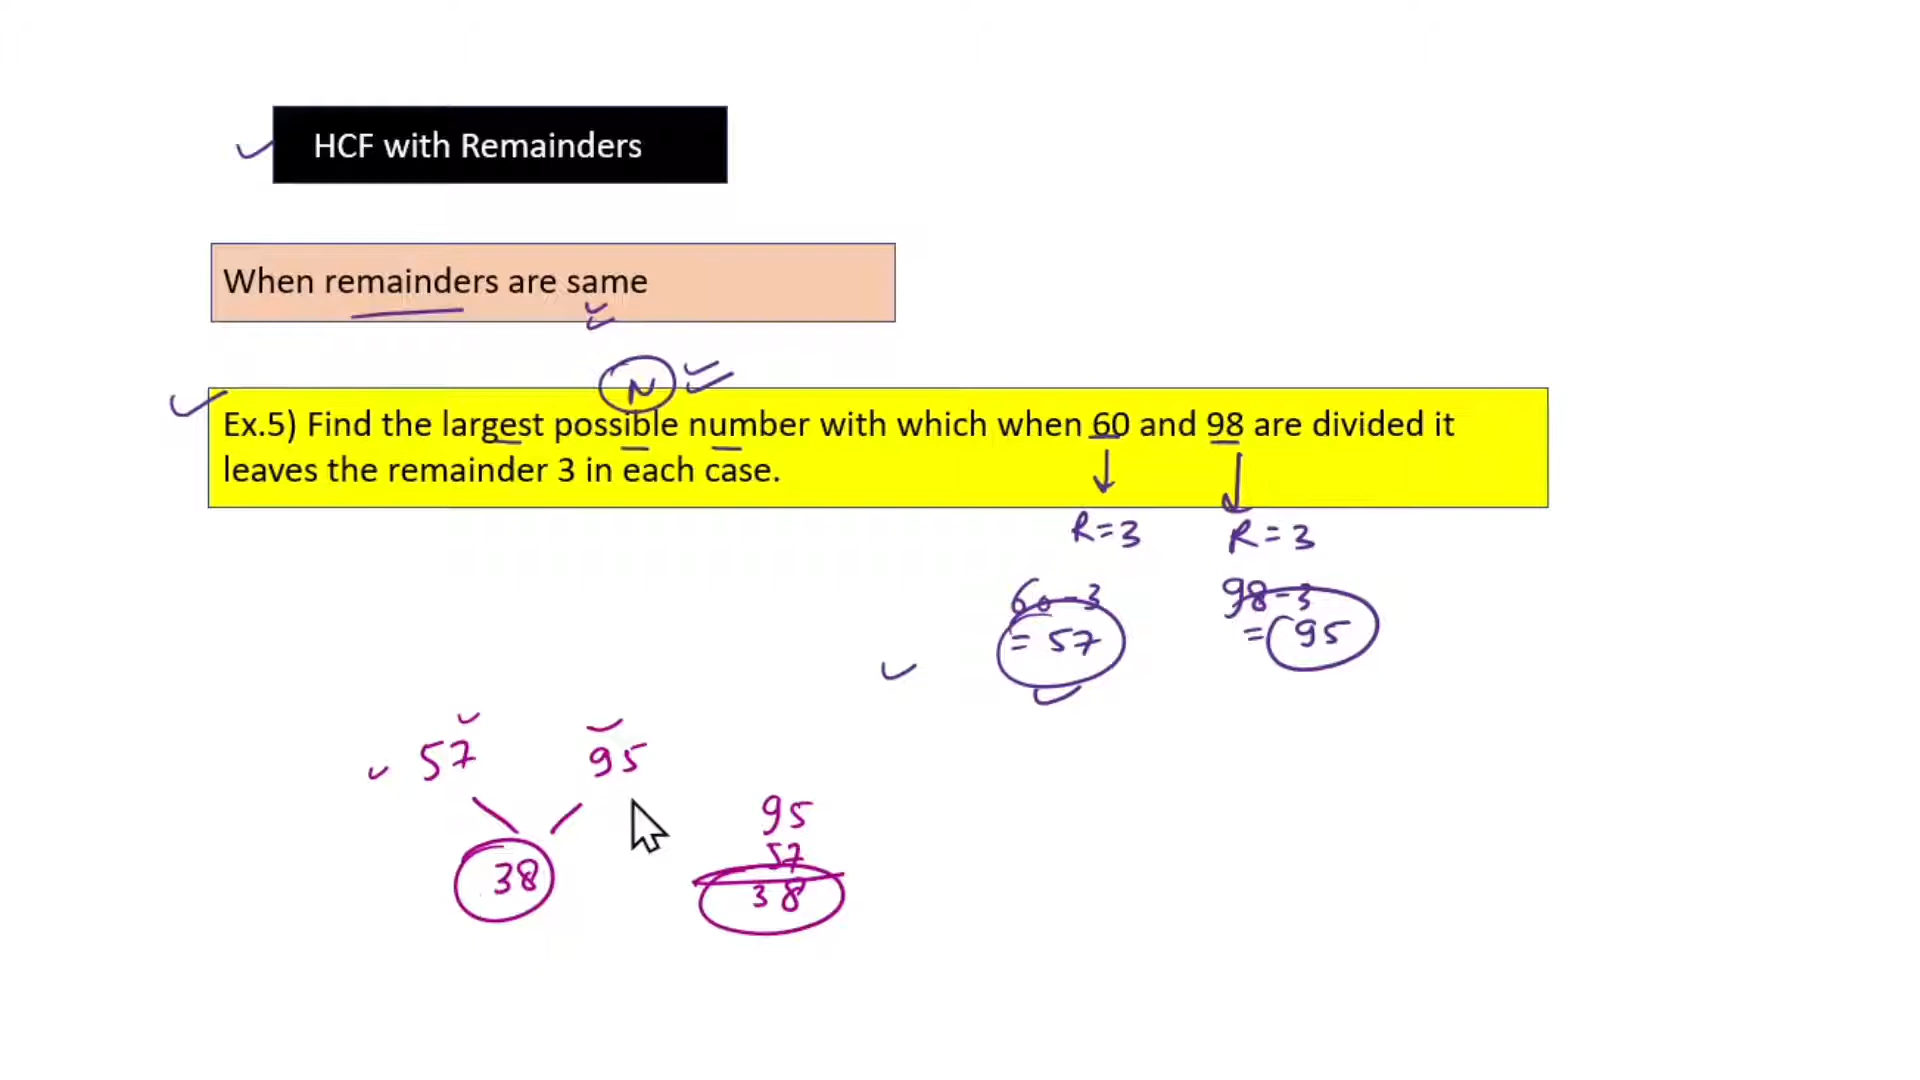 HCF with Remainders
When remainders are same
N
Ex.5) Find the largest possible number with which when 60 and 98 are divided it
leaves the remainder 3 in each case.
R=3 R=3
60-3 98-3
= 57 = 95
57 95
95
57
38 38